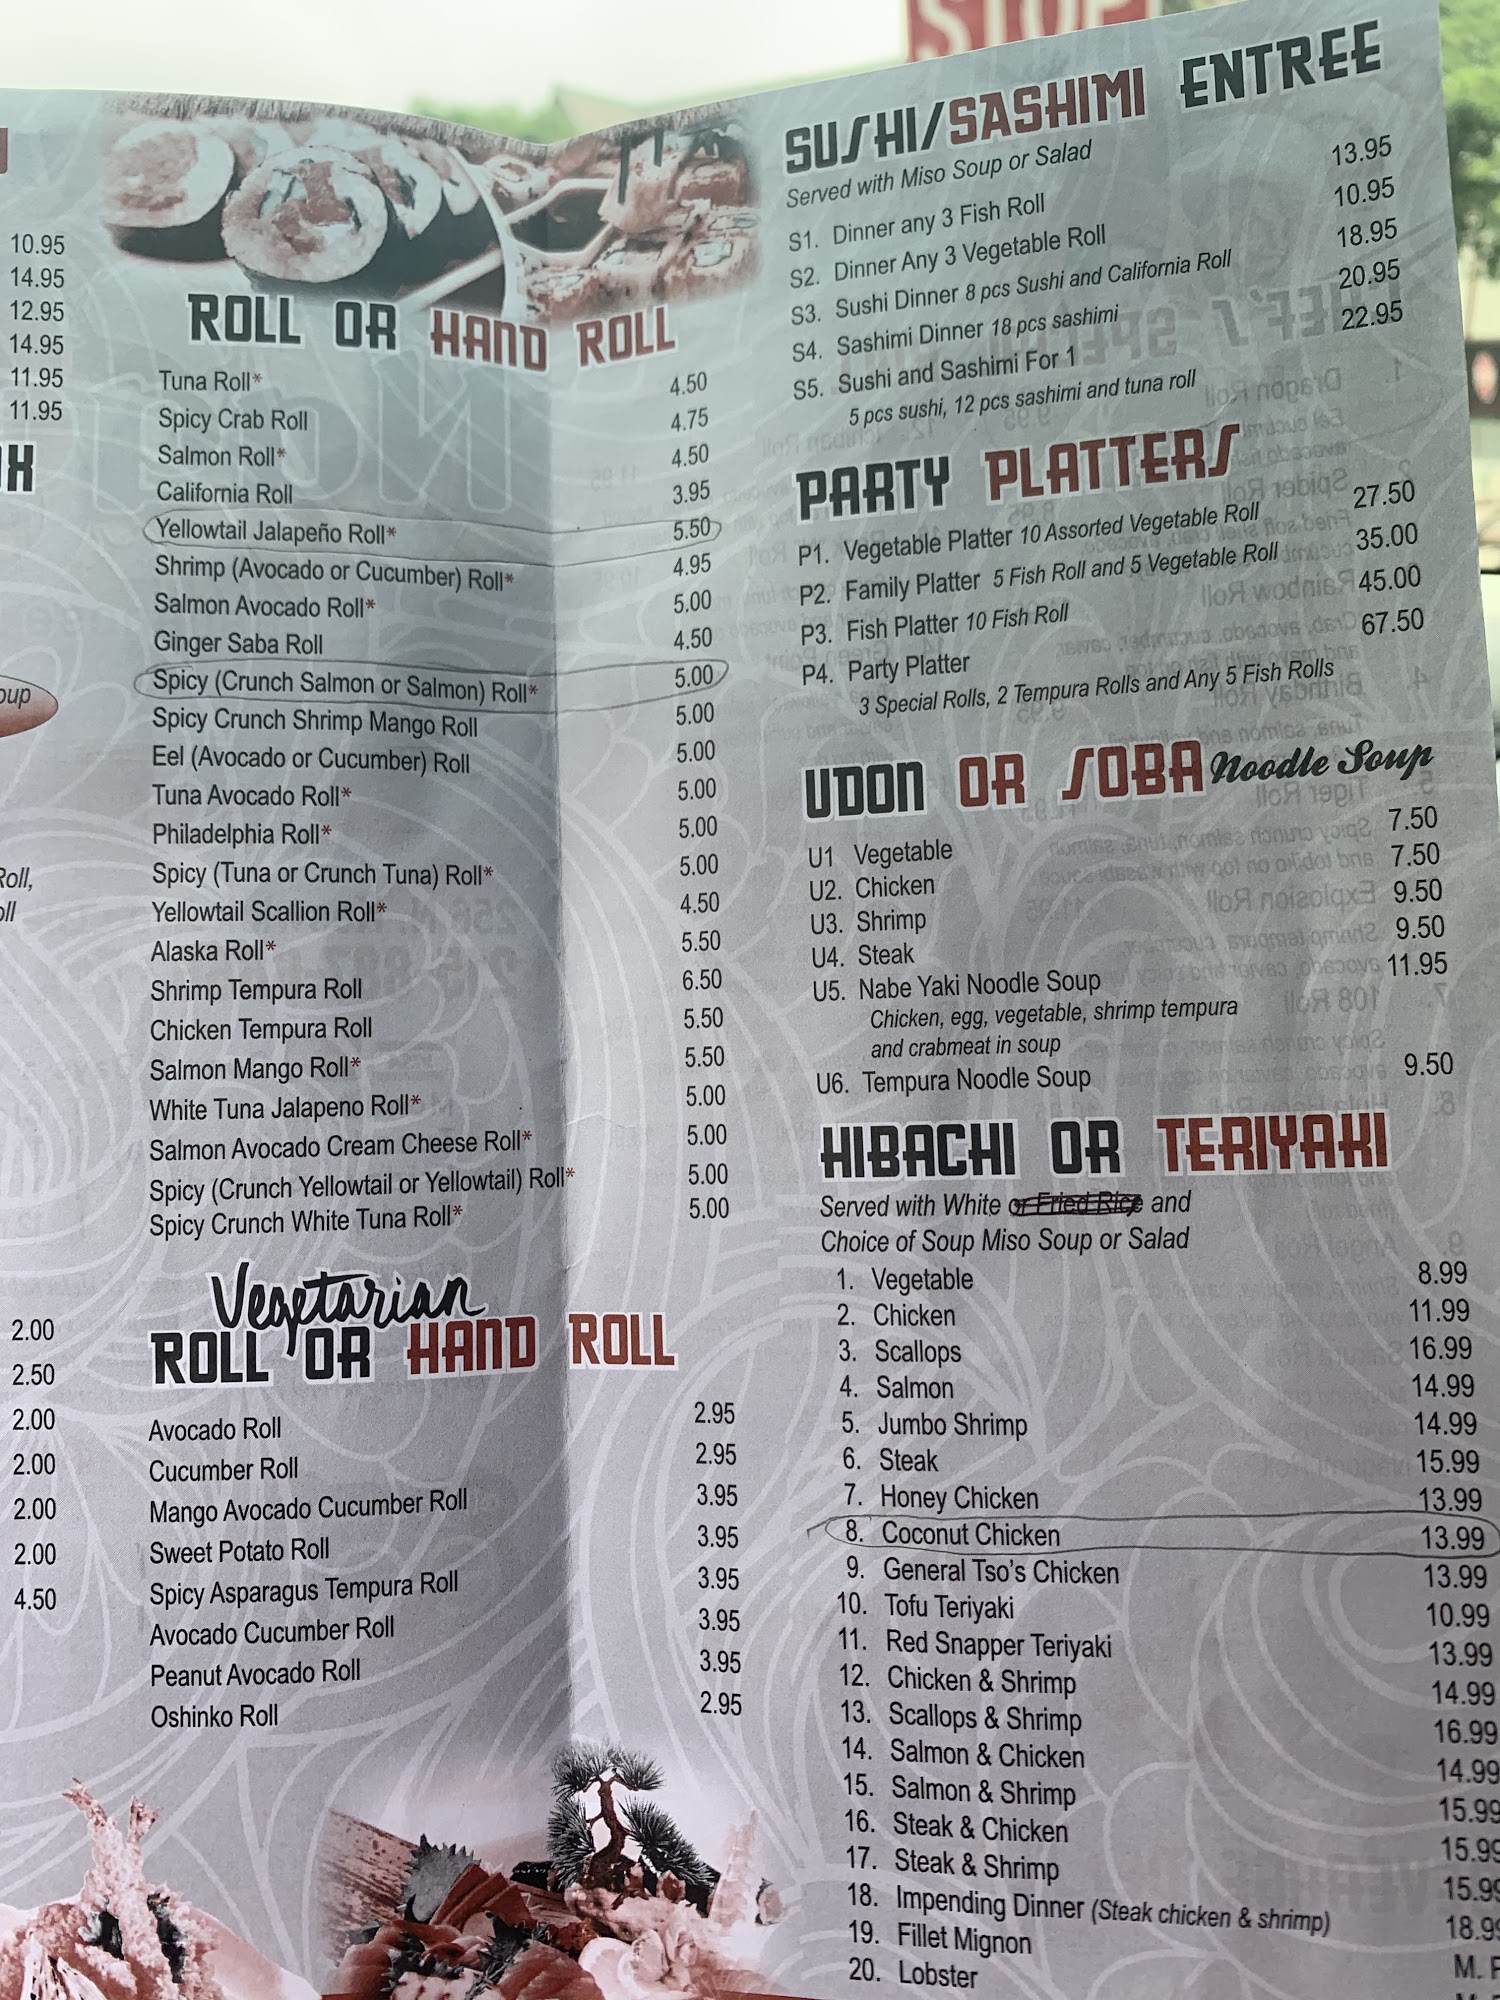 STOP
10.95
14.95
12.95
14.95
11.95
11.95
oup
Roll,
oll
2.00
2.50
2.00
2.00
2.00
2.00
4.50
ROLL OR HAND ROLL
Tuna Roll* 4.50
Spicy Crab Roll 4.75
Salmon Roll* 4.50
California Roll 3.95
Yellowtail Jalapeño Roll* 5.50
Shrimp (Avocado or Cucumber) Roll* 4.95
Salmon Avocado Roll* 5.00
Ginger Saba Roll 4.50
Spicy (Crunch Salmon or Salmon) Roll* 5.00
Spicy Crunch Shrimp Mango Roll 5.00
Eel (Avocado or Cucumber) Roll 5.00
Tuna Avocado Roll* 5.00
Philadelphia Roll* 5.00
Spicy (Tuna or Crunch Tuna) Roll* 5.00
Yellowtail Scallion Roll* 4.50
Alaska Roll* 5.50
Shrimp Tempura Roll 6.50
Chicken Tempura Roll 5.50
Salmon Mango Roll* 5.50
White Tuna Jalapeno Roll* 5.00
Salmon Avocado Cream Cheese Roll* 5.00
Spicy (Crunch Yellowtail or Yellowtail) Roll* 5.00
Spicy Crunch White Tuna Roll* 5.00
Vegetarian
ROLL OR HAND ROLL
Avocado Roll 2.95
Cucumber Roll 2.95
Mango Avocado Cucumber Roll 3.95
Sweet Potato Roll 3.95
Spicy Asparagus Tempura Roll 3.95
Avocado Cucumber Roll 3.95
Peanut Avocado Roll 3.95
Oshinko Roll 2.95
SUSHI/SASHIMI ENTREE
Served with Miso Soup or Salad
S1. Dinner any 3 Fish Roll 13.95
S2. Dinner Any 3 Vegetable Roll 10.95
S3. Sushi Dinner 8 pcs Sushi and California Roll 18.95
S4. Sashimi Dinner 18 pcs sashimi 20.95
S5. Sushi and Sashimi For 1 22.95
5 pcs sushi, 12 pcs sashimi and tuna roll
PARTY PLATTERS
P1. Vegetable Platter 10 Assorted Vegetable Roll 27.50
P2. Family Platter 5 Fish Roll and 5 Vegetable Roll 35.00
P3. Fish Platter 10 Fish Roll 45.00
P4. Party Platter 67.50
3 Special Rolls, 2 Tempura Rolls and Any 5 Fish Rolls
UDON OR SOBA Noodle Soup
U1 Vegetable 7.50
U2. Chicken 7.50
U3. Shrimp 9.50
U4. Steak 9.50
U5. Nabe Yaki Noodle Soup 11.95
Chicken, egg, vegetable, shrimp tempura
and crabmeat in soup
U6. Tempura Noodle Soup 9.50
HIBACHI OR TERIYAKI
Served with White or Fried Rice and
Choice of Soup Miso Soup or Salad
1. Vegetable 8.99
2. Chicken 11.99
3. Scallops 16.99
4. Salmon 14.99
5. Jumbo Shrimp 14.99
6. Steak 15.99
7. Honey Chicken 13.99
8. Coconut Chicken 13.99
9. General Tso's Chicken 13.99
10. Tofu Teriyaki 10.99
11. Red Snapper Teriyaki 13.99
12. Chicken & Shrimp 14.99
13. Scallops & Shrimp 16.99
14. Salmon & Chicken 14.99
15. Salmon & Shrimp 15.99
16. Steak & Chicken 15.99
17. Steak & Shrimp 15.99
18. Impending Dinner (Steak chicken & shrimp) 18.99
19. Fillet Mignon M. P
20. Lobster